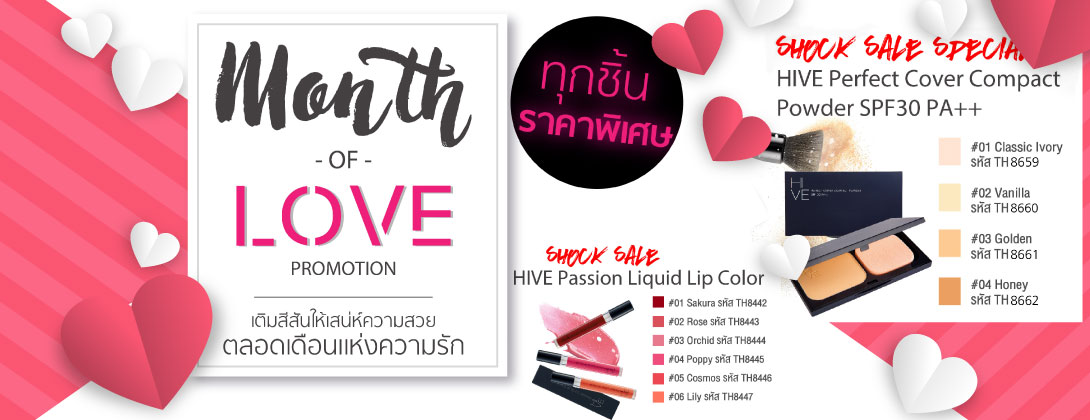 Month
- OF -
LOVE
PROMOTION
เติมสีสันให้เสน่ห์ความสวย
ตลอดเดือนแห่งความรัก
ทุกชิ้น
ราคาพิเศษ
SHOCK SALE SPECIAL
HIVE Perfect Cover Compact
Powder SPF30 PA++
#01 Classic Ivory
รหัส TH8659
#02 Vanilla
รหัส TH8660
#03 Golden
รหัส TH8661
#04 Honey
รหัส TH8662
HI
VE
SHOCK SALE
HIVE Passion Liquid Lip Color
#01 Sakura รหัส TH8442
#02 Rose รหัส TH8443
#03 Orchid รหัส TH8444
#04 Poppy รหัส TH8445
#05 Cosmos รหัส TH8446
#06 Lily รหัส TH8447